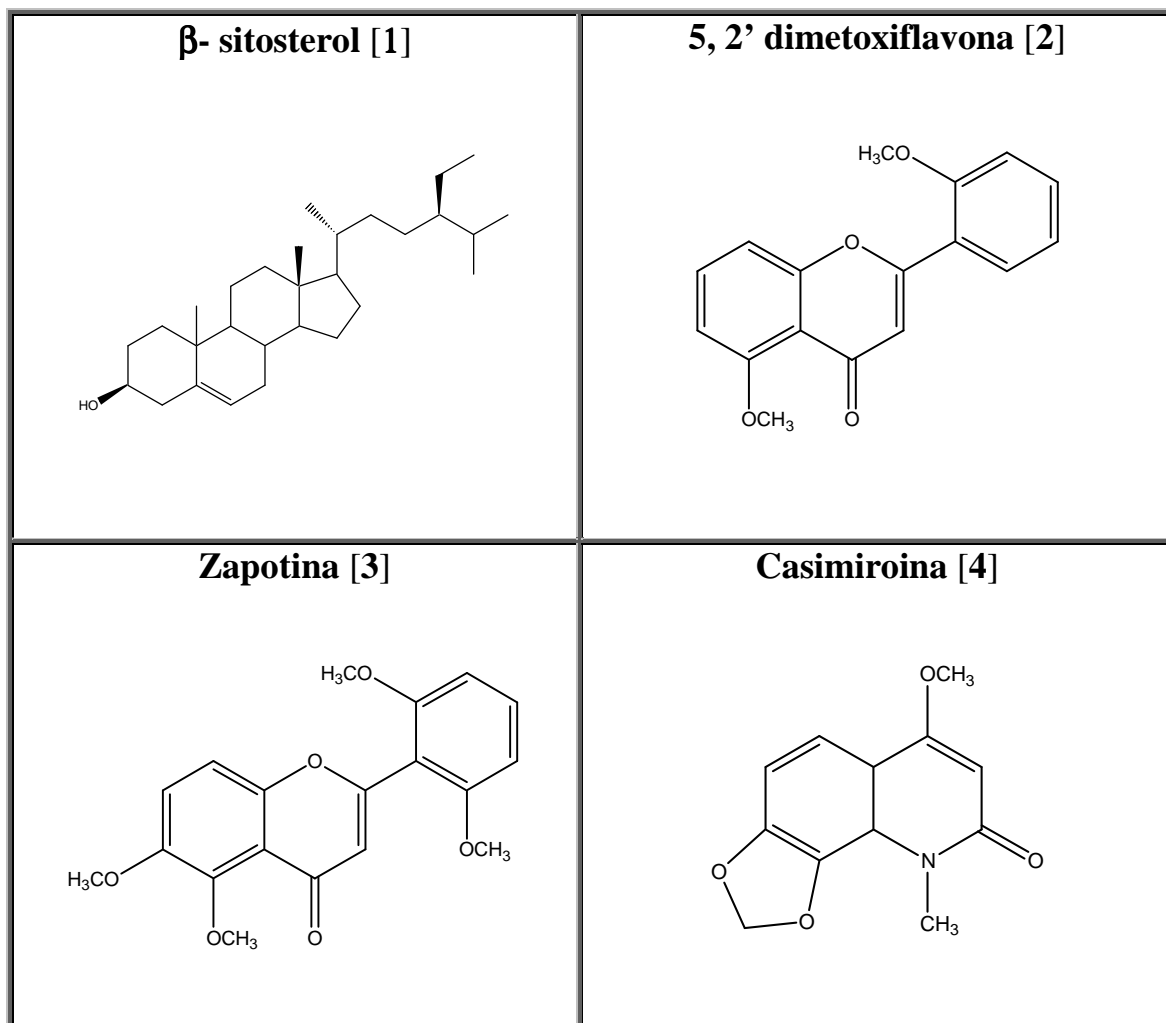 β- sitosterol [1]
HO
5, 2’ dimetoxiflavona [2]
H3CO
O
OCH3
O
Zapotina [3]
H3CO
O
H3CO
OCH3
OCH3
O
Casimiroina [4]
OCH3
O
N
O
O
CH3